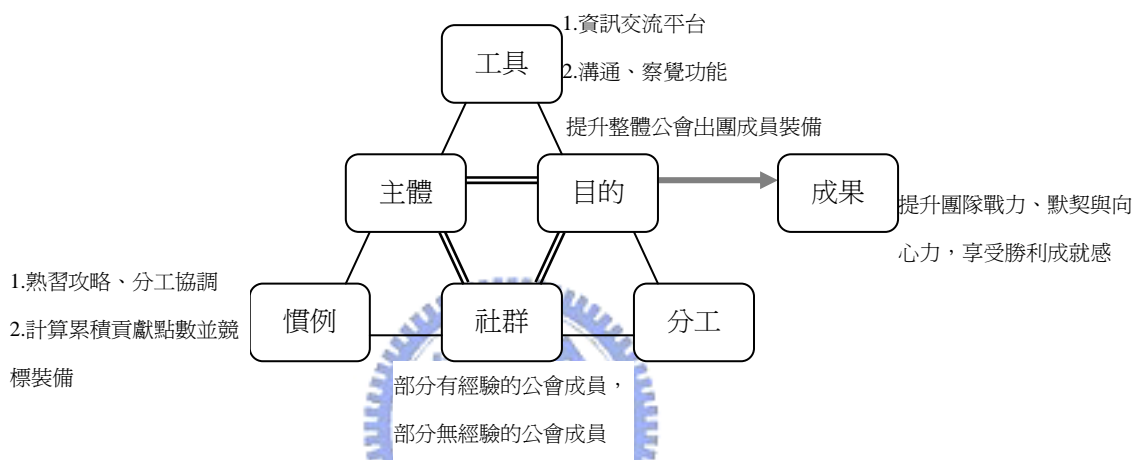 1.資訊交流平台
工具
2.溝通、察覺功能
提升整體公會出團成員裝備
主體
目的
成果
提升團隊戰力、默契與向
心力，享受勝利成就感
1.熟習攻略、分工協調
2.計算累積貢獻點數並競
標裝備
慣例
社群
分工
部分有經驗的公會成員，
部分無經驗的公會成員